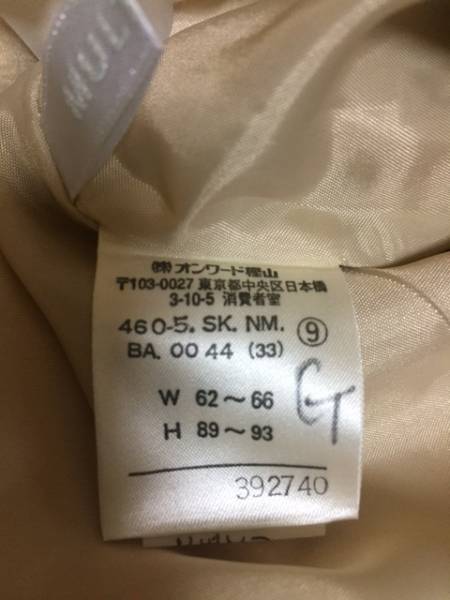 MUL
㈱オンワード樫山
〒103-0027 東京都中央区日本橋
3-10-5 消費者室
460-5. SK. NM. ⑨
BA. 00 44 (33)
W 62～66
H 89～93
392740